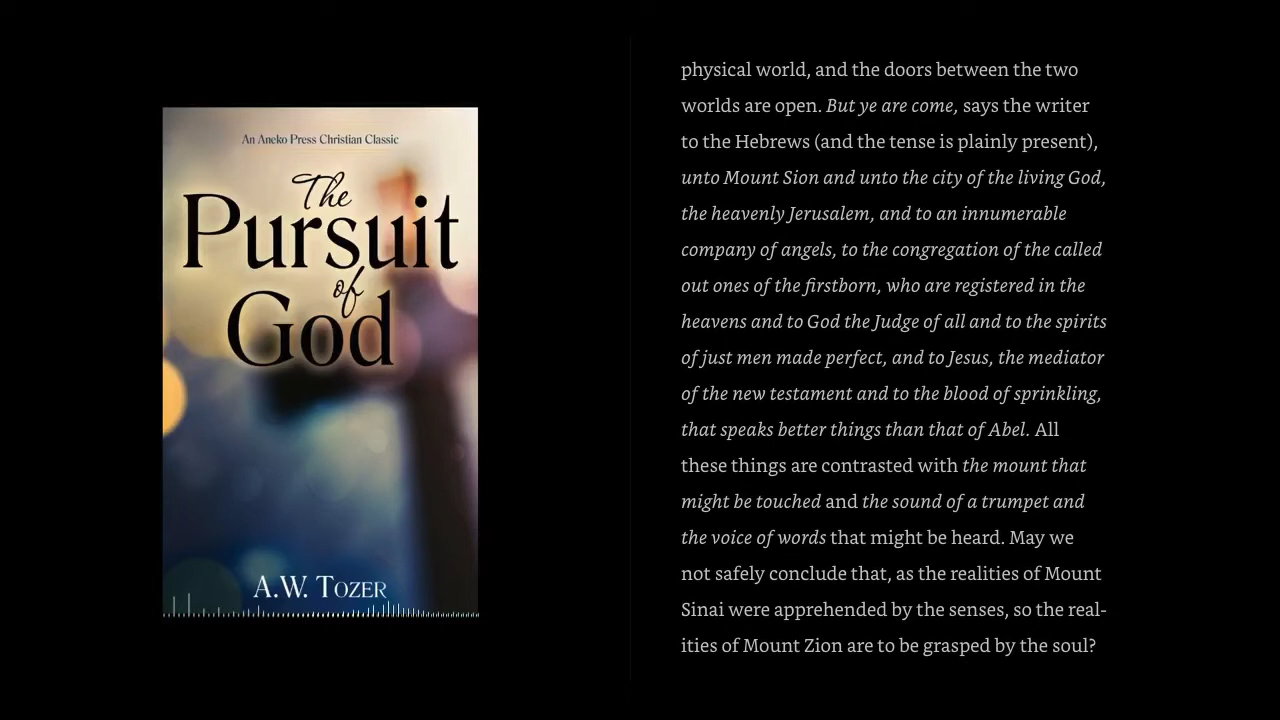 An Aneko Press Christian Classic
The
Pursuit
of
God
A.W. Tozer
physical world, and the doors between the two
worlds are open. But ye are come, says the writer
to the Hebrews (and the tense is plainly present),
unto Mount Sion and unto the city of the living God,
the heavenly Jerusalem, and to an innumerable
company of angels, to the congregation of the called
out ones of the firstborn, who are registered in the
heavens and to God the Judge of all and to the spirits
of just men made perfect, and to Jesus, the mediator
of the new testament and to the blood of sprinkling,
that speaks better things than that of Abel. All
these things are contrasted with the mount that
might be touched and the sound of a trumpet and
the voice of words that might be heard. May we
not safely conclude that, as the realities of Mount
Sinai were apprehended by the senses, so the real-
ities of Mount Zion are to be grasped by the soul?